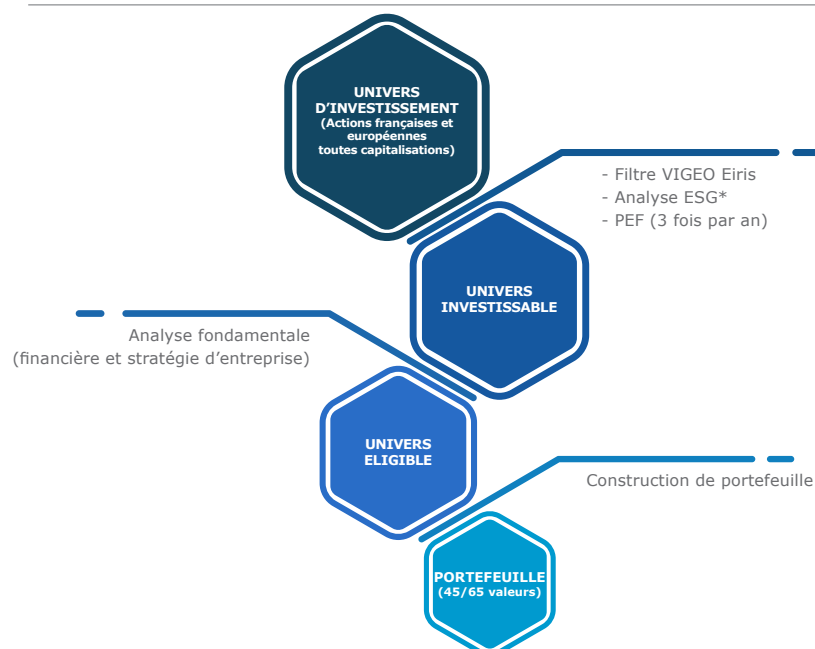 UNIVERS
D'INVESTISSEMENT
(Actions françaises et
européennes
toutes capitalisations)
- Filtre VIGEO Eiris
- Analyse ESG*
- PEF (3 fois par an)
UNIVERS
INVESTISSABLE
Analyse fondamentale
(financière et stratégie d'entreprise)
UNIVERS
ELIGIBLE
Construction de portefeuille
PORTEFEUILLE
(45/65 valeurs)